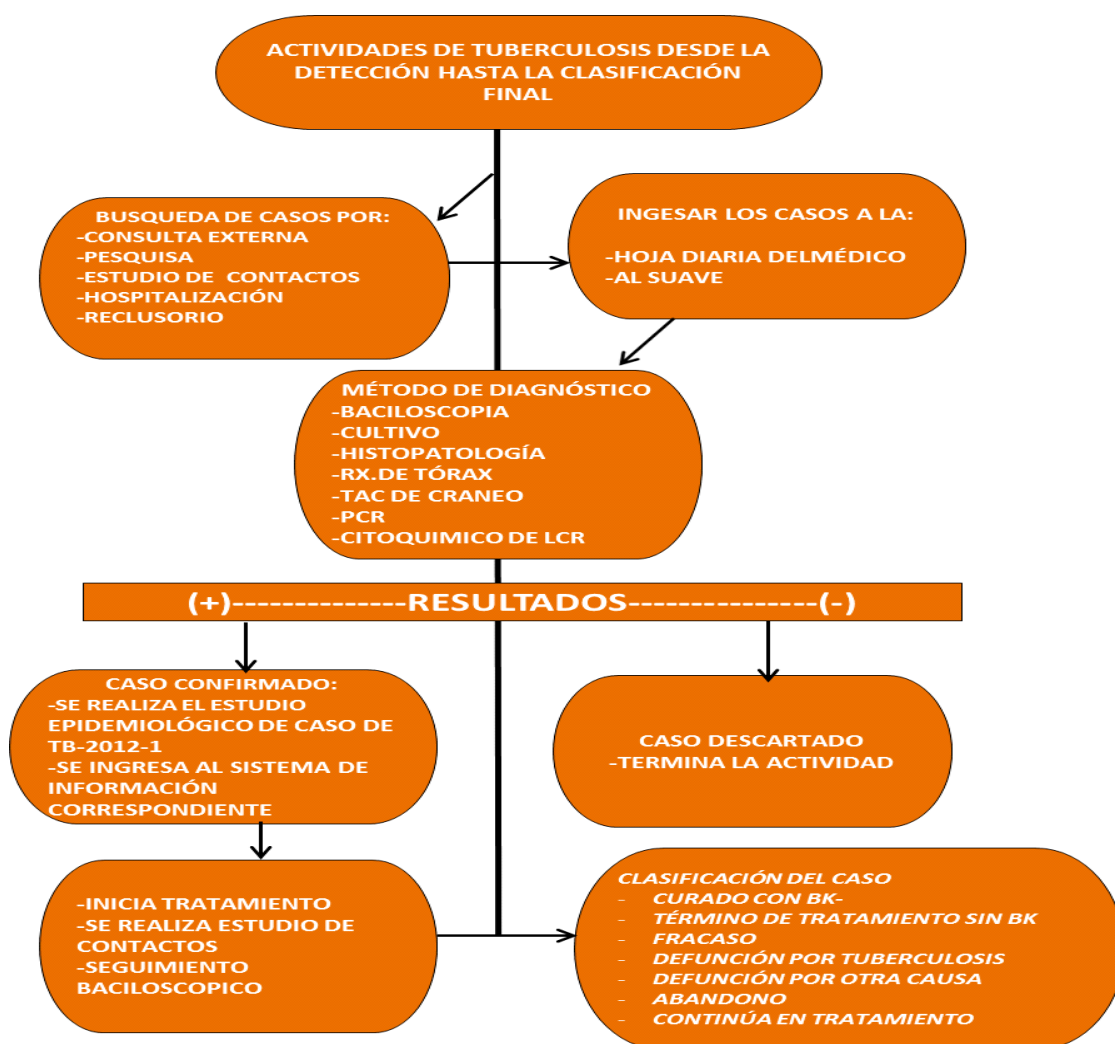 ACTIVIDADES DE TUBERCULOSIS DESDE LA
DETECCIÓN HASTA LA CLASIFICACIÓN
FINAL
BUSQUEDA DE CASOS POR:
-CONSULTA EXTERNA
-PESQUISA
-ESTUDIO DE CONTACTOS
-HOSPITALIZACIÓN
-RECLUSORIO
INGESAR LOS CASOS A LA:
-HOJA DIARIA DELMÉDICO
-AL SUAVE
MÉTODO DE DIAGNÓSTICO
-BACILOSCOPIA
-CULTIVO
-HISTOPATOLOGÍA
-RX.DE TÓRAX
-TAC DE CRANEO
-PCR
-CITOQUIMICO DE LCR
(+)--------------RESULTADOS---------------(-)
CASO CONFIRMADO:
-SE REALIZA EL ESTUDIO
EPIDEMIOLÓGICO DE CASO DE
TB-2012-1
-SE INGRESA AL SISTEMA DE
INFORMACIÓN
CORRESPONDIENTE
CASO DESCARTADO
-TERMINA LA ACTIVIDAD
-INICIA TRATAMIENTO
-SE REALIZA ESTUDIO DE
CONTACTOS
-SEGUIMIENTO
BACILOSCOPICO
CLASIFICACIÓN DEL CASO
- CURADO CON BK-
- TÉRMINO DE TRATAMIENTO SIN BK
- FRACASO
- DEFUNCIÓN POR TUBERCULOSIS
- DEFUNCIÓN POR OTRA CAUSA
- ABANDONO
- CONTINÚA EN TRATAMIENTO